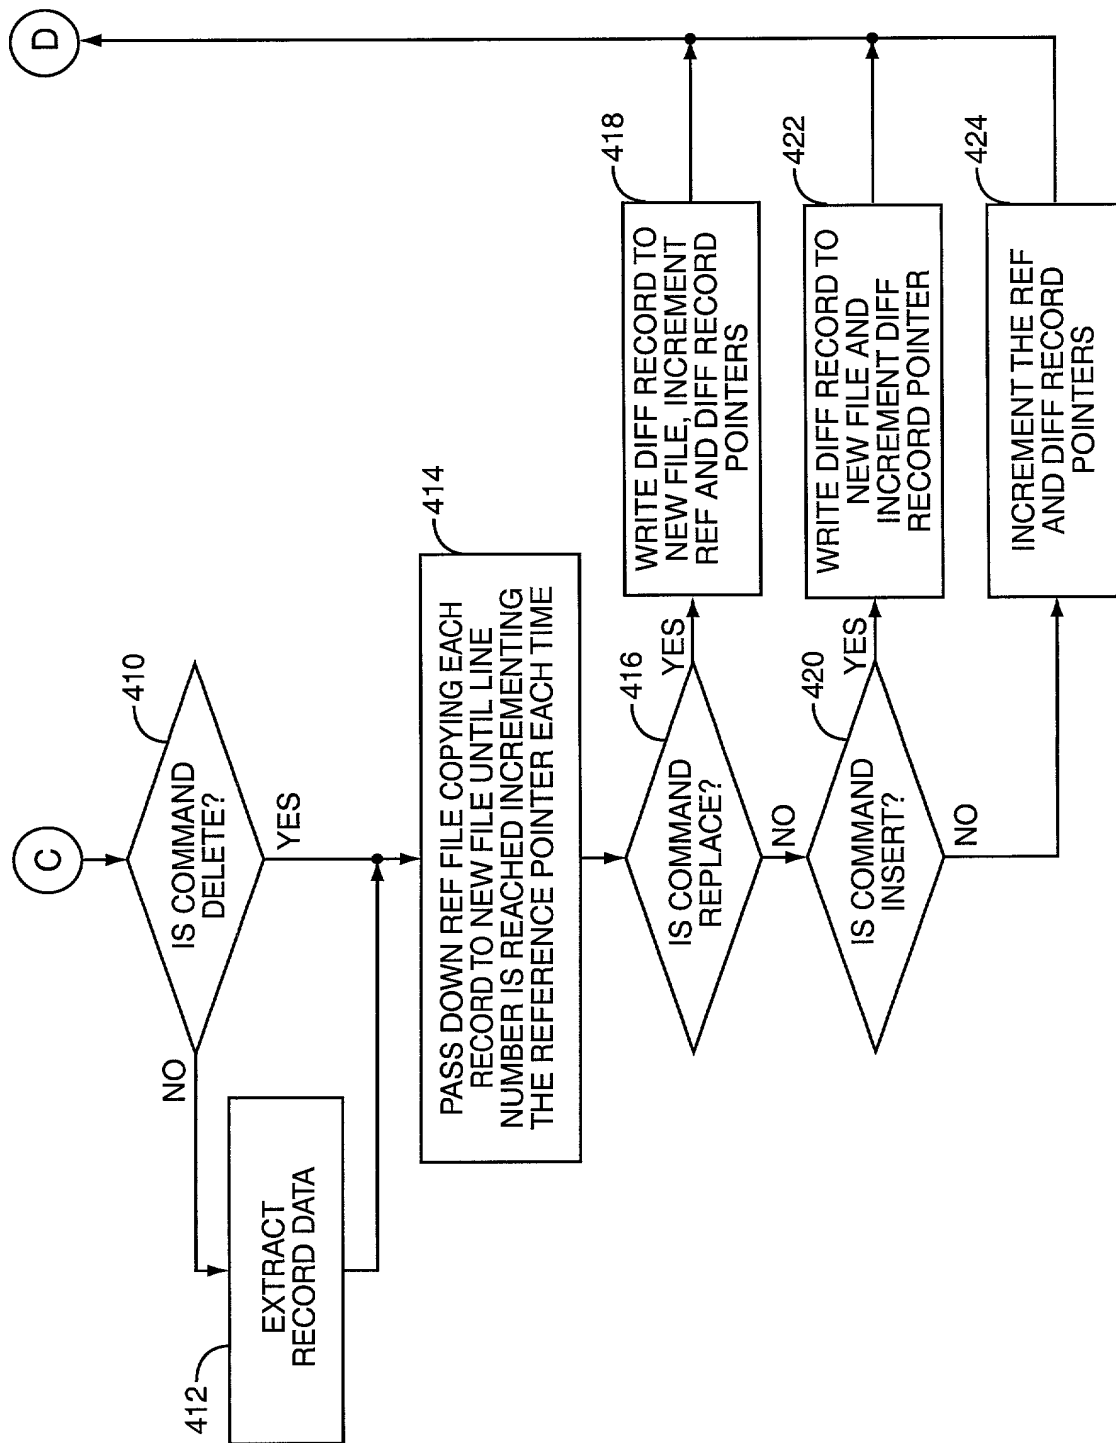 C
410
IS COMMAND
DELETE?
NO
YES
412
EXTRACT
RECORD DATA
414
PASS DOWN REF FILE COPYING EACH
RECORD TO NEW FILE UNTIL LINE
NUMBER IS REACHED INCREMENTING
THE REFERENCE POINTER EACH TIME
416
IS COMMAND
REPLACE?
YES
NO
418
WRITE DIFF RECORD TO
NEW FILE, INCREMENT
REF AND DIFF RECORD
POINTERS
420
IS COMMAND
INSERT?
YES
NO
422
WRITE DIFF RECORD TO
NEW FILE AND
INCREMENT DIFF
RECORD POINTER
424
INCREMENT THE REF
AND DIFF RECORD
POINTERS
D